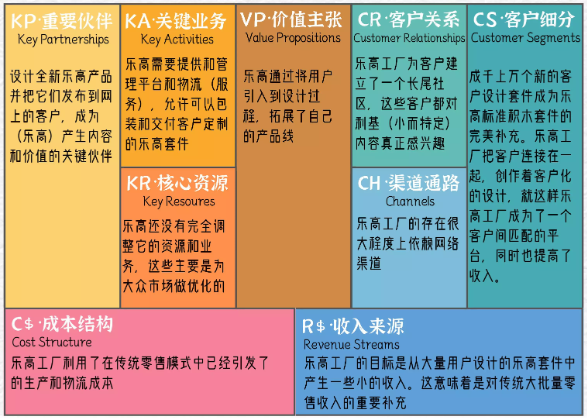 KP·重要伙伴
Key Partnerships
设计全新乐高产品
并把它们发布到网
上的客户，成为
（乐高）产生内容
和价值的关键伙伴
KA·关键业务
Key Activities
乐高需要提供和管
理平台和物流（服
务），允许可以包装
和交付客户定制
的乐高套件
KR·核心资源
Key Resoures
乐高还没有完全调
整它的资源和业
务，这些主要是为
大众市场做优化的
VP·价值主张
Value Propositions
乐高通过将用户
引入到设计过
程，拓展了自己
的产品线
CR·客户关系
Customer Relationships
乐高工厂为客户建
立了一个长尾社
区，这些客户都对
利基（小而特定）
内容真正感兴趣
CH·渠道通路
Channels
乐高工厂的存在很
大程度上依赖网络
渠道
CS·客户细分
Customer Segments
成千上万个新的客
户设计套件成为乐
高标准积木套件的
完美补充。乐高工
厂把客户连接在一
起，创作着客户化
的设计，就这样乐
高工厂成为了一个
客户间匹配的平
台，同时也提高了
收入。
C$·成本结构
Cost Structure
乐高工厂利用了在传统零售模式中已经引发了
的生产和物流成本
R$·收入来源
Revenue Streams
乐高工厂的目标是从大量用户设计的乐高套件中
产生一些小的收入。这意味着是对传统大批量零
售收入的重要补充